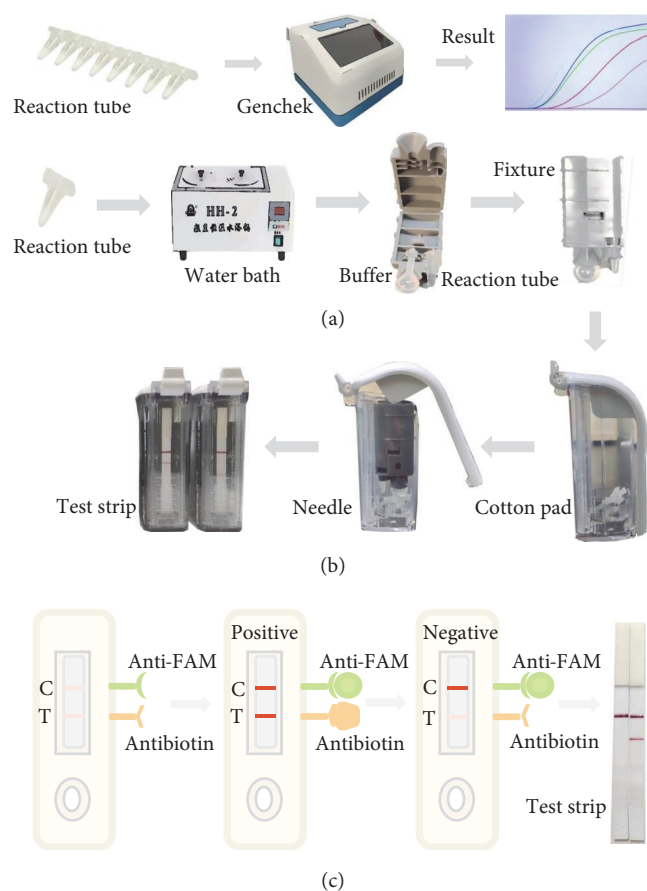 Reaction tube
Genchek
Result
Reaction tube
HH-2
Water bath
Buffer
Reaction tube
Fixture
(a)
Test strip
Needle
Cotton pad
(b)
C
T
Anti-FAM
Antibiotin
Positive
C
T
Anti-FAM
Antibiotin
Negative
C
T
Anti-FAM
Antibiotin
Test strip
(c)